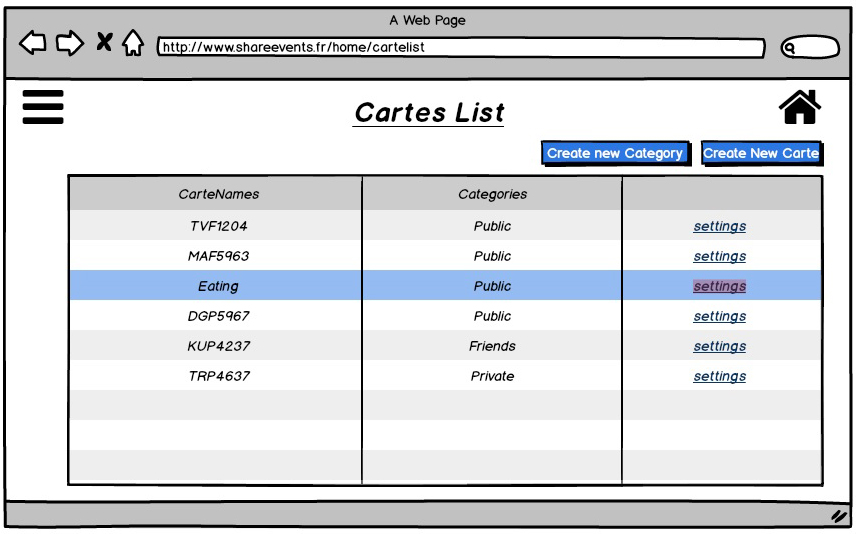 A Web Page
http://www.shareevents.fr/home/cartelist
Cartes List
Create new Category Create New Carte
CarteNames Categories
TVF1204 Public settings
MAF5963 Public settings
Eating Public settings
DGP5967 Public settings
KUP4237 Friends settings
TRP4637 Private settings